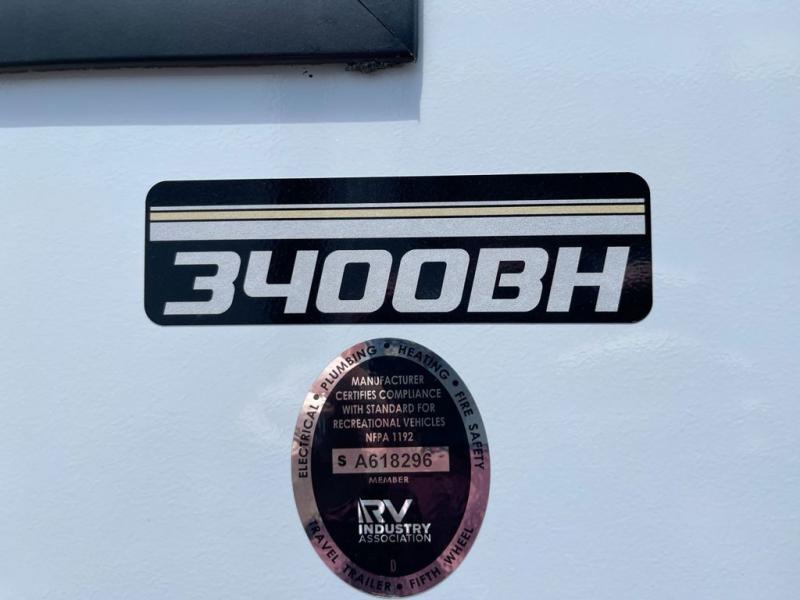 3400BH
ELECTRICAL • PLUMBING • HEATING • FIRE SAFETY
MANUFACTURER
CERTIFIES COMPLIANCE
WITH STANDARD FOR
RECREATIONAL VEHICLES
NFPA 1192
S A618296
MEMBER
RV
INDUSTRY
ASSOCIATION
0
TRAVEL TRAILER • FIFTH WHEEL